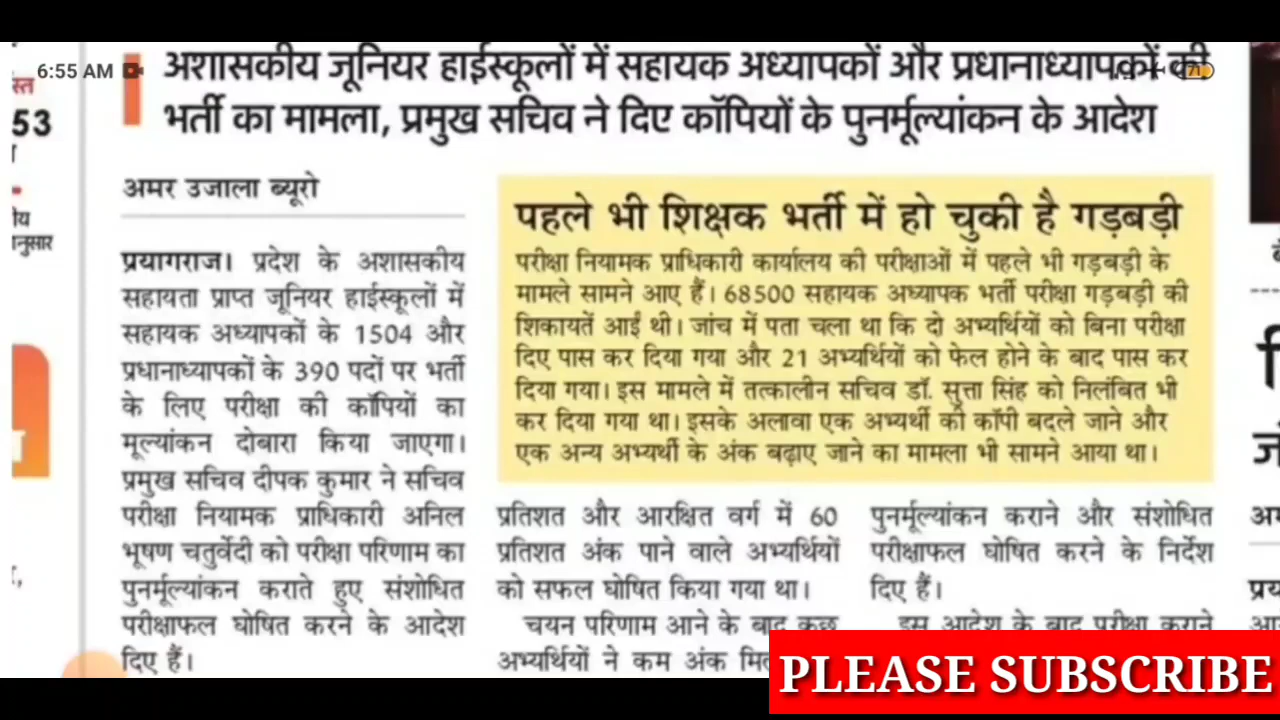 6:55 AM
71
अशासकीय जूनियर हाईस्कूलों में सहायक अध्यापकों और प्रधानाध्यापकों की
भर्ती का मामला, प्रमुख सचिव ने दिए कॉपियों के पुनर्मूल्यांकन के आदेश
स्त
53
ीय
ानुसार
अमर उजाला ब्यूरो
प्रयागराज। प्रदेश के अशासकीय
सहायता प्राप्त जूनियर हाईस्कूलों में
सहायक अध्यापकों के 1504 और
प्रधानाध्यापकों के 390 पदों पर भर्ती
के लिए परीक्षा की कॉपियों का
मूल्यांकन दोबारा किया जाएगा।
प्रमुख सचिव दीपक कुमार ने सचिव
परीक्षा नियामक प्राधिकारी अनिल
भूषण चतुर्वेदी को परीक्षा परिणाम का
पुनर्मूल्यांकन कराते हुए संशोधित
परीक्षाफल घोषित करने के आदेश
दिए हैं।
पहले भी शिक्षक भर्ती में हो चुकी है गड़बड़ी
परीक्षा नियामक प्राधिकारी कार्यालय की परीक्षाओं में पहले भी गड़बड़ी के
मामले सामने आए हैं। 68500 सहायक अध्यापक भर्ती परीक्षा गड़बड़ी की
शिकायतें आईं थी। जांच में पता चला था कि दो अभ्यर्थियों को बिना परीक्षा
दिए पास कर दिया गया और 21 अभ्यर्थियों को फेल होने के बाद पास कर
दिया गया। इस मामले में तत्कालीन सचिव डॉ. सुत्ता सिंह को निलंबित भी
कर दिया गया था। इसके अलावा एक अभ्यर्थी की कॉपी बदले जाने और
एक अन्य अभ्यर्थी के अंक बढ़ाए जाने का मामला भी सामने आया था।
प्रतिशत और आरक्षित वर्ग में 60
प्रतिशत अंक पाने वाले अभ्यर्थियों
को सफल घोषित किया गया था।
चयन परिणाम आने के बाद कुछ
अभ्यर्थियों ने कम अंक
पुनर्मूल्यांकन कराने और संशोधित
परीक्षाफल घोषित करने के निर्देश
दिए हैं।
इस आदेश के बाद परीक्षा कराने
PLEASE SUBSCRIBE